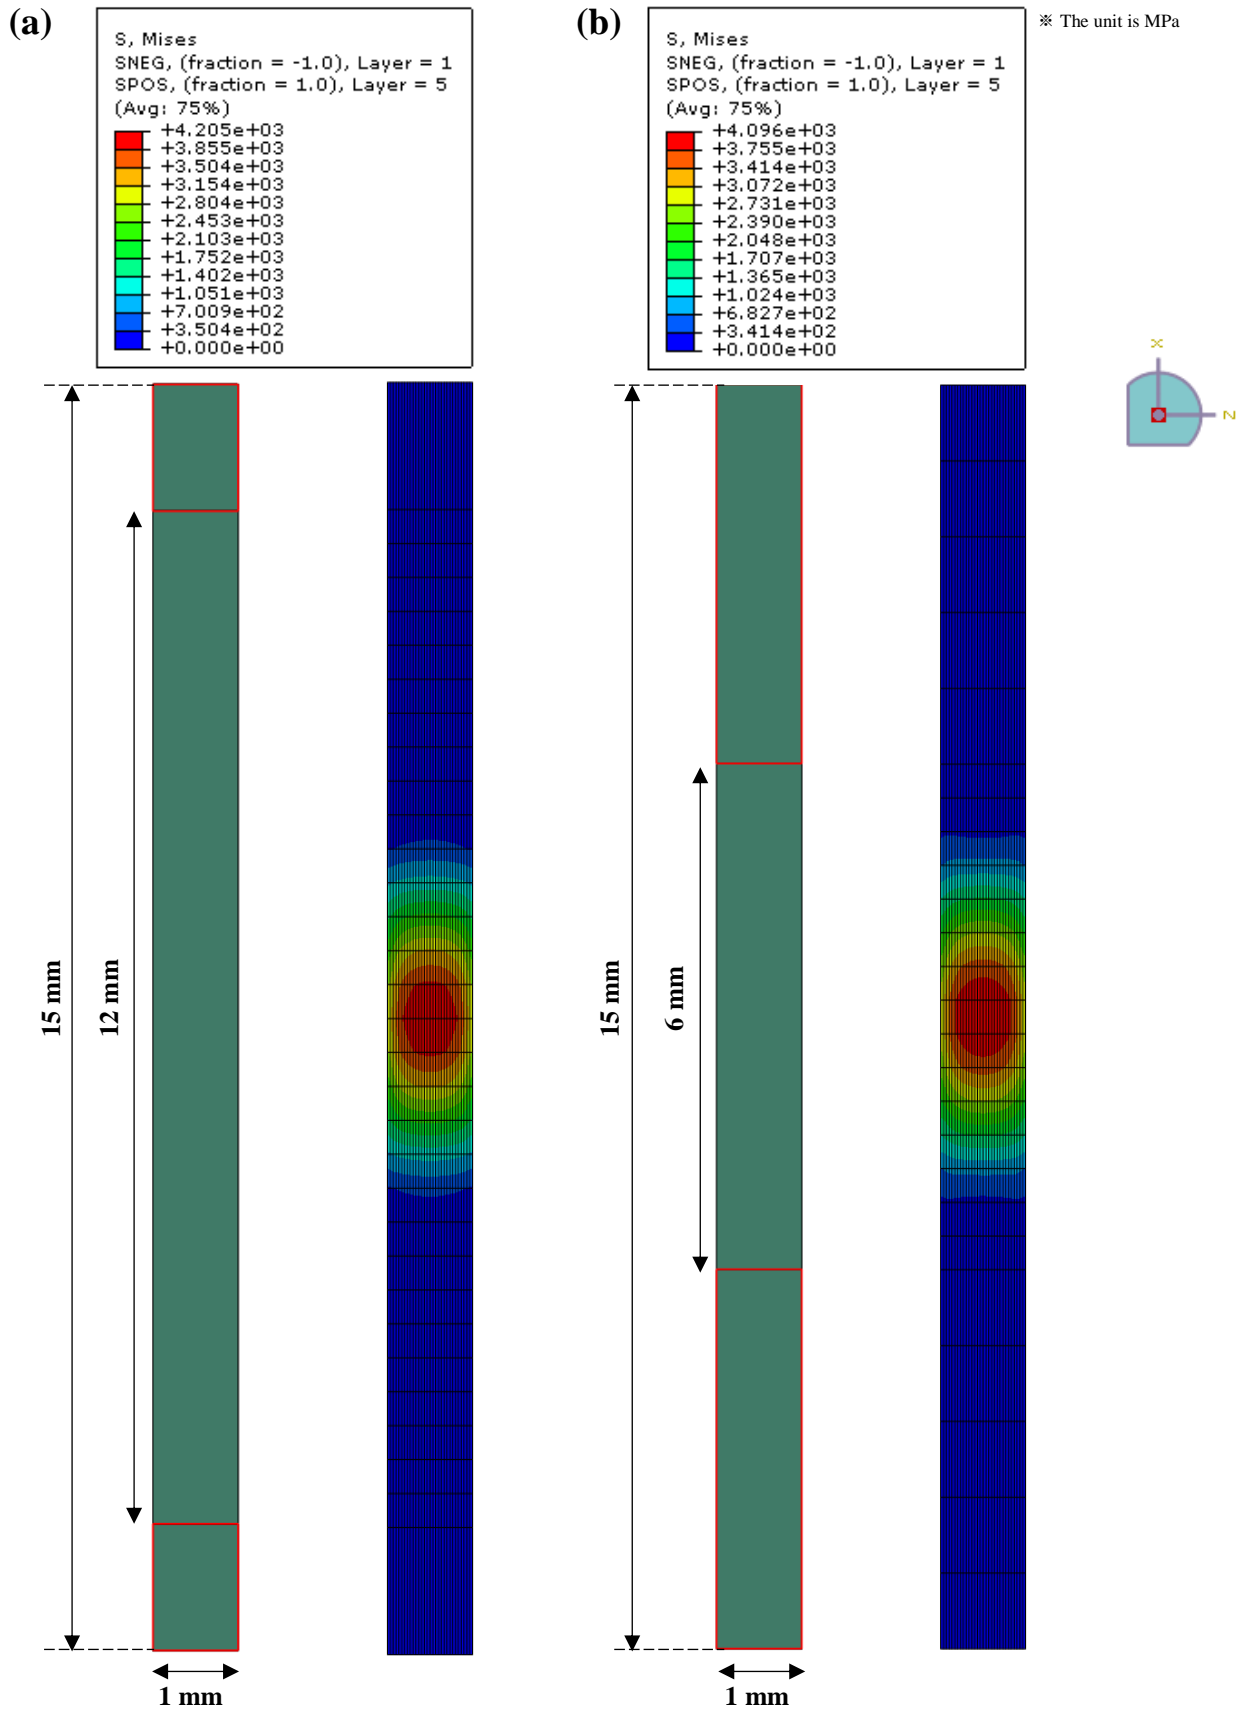 (a)
S, Mises
SNEG, (fraction = -1.0), Layer = 1
SPOS, (fraction = 1.0), Layer = 5
(Avg: 75%)
+4.205e+03
+3.855e+03
+3.504e+03
+3.154e+03
+2.804e+03
+2.453e+03
+2.103e+03
+1.752e+03
+1.402e+03
+1.051e+03
+7.009e+02
+3.504e+02
+0.000e+00
15 mm
12 mm
1 mm
(b)
S, Mises
SNEG, (fraction = -1.0), Layer = 1
SPOS, (fraction = 1.0), Layer = 5
(Avg: 75%)
+4.096e+03
+3.755e+03
+3.414e+03
+3.072e+03
+2.731e+03
+2.390e+03
+2.048e+03
+1.707e+03
+1.365e+03
+1.024e+03
+6.827e+02
+3.414e+02
+0.000e+00
15 mm
6 mm
1 mm
※ The unit is MPa
X
Z